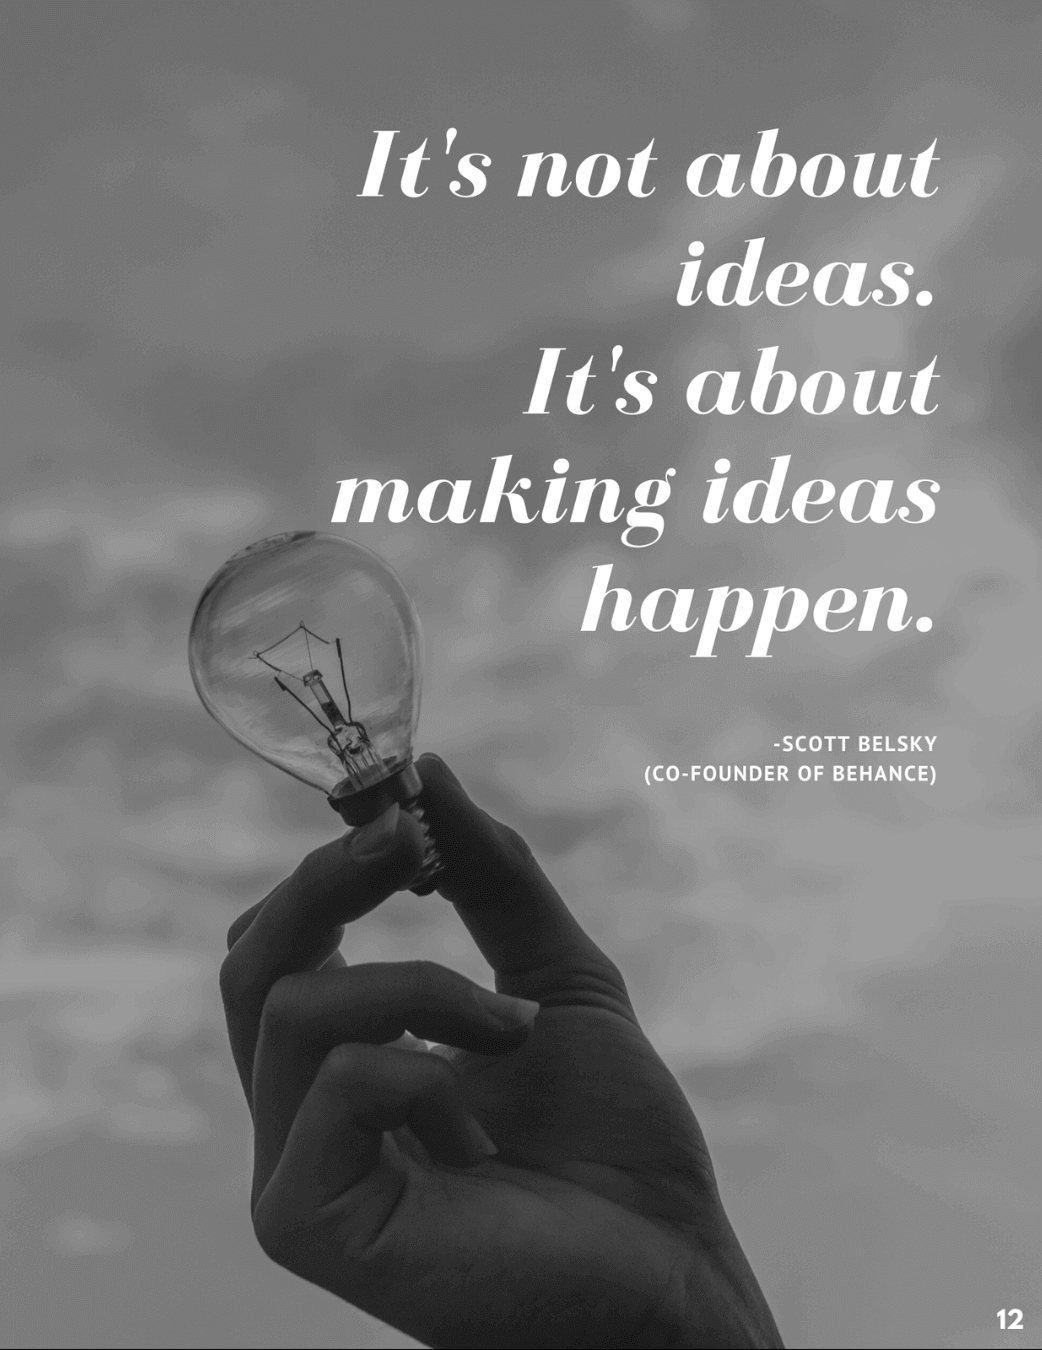 It's not about
ideas.
It's about
making ideas
happen.
-SCOTT BELSKY
(CO-FOUNDER OF BEHANCE)
12